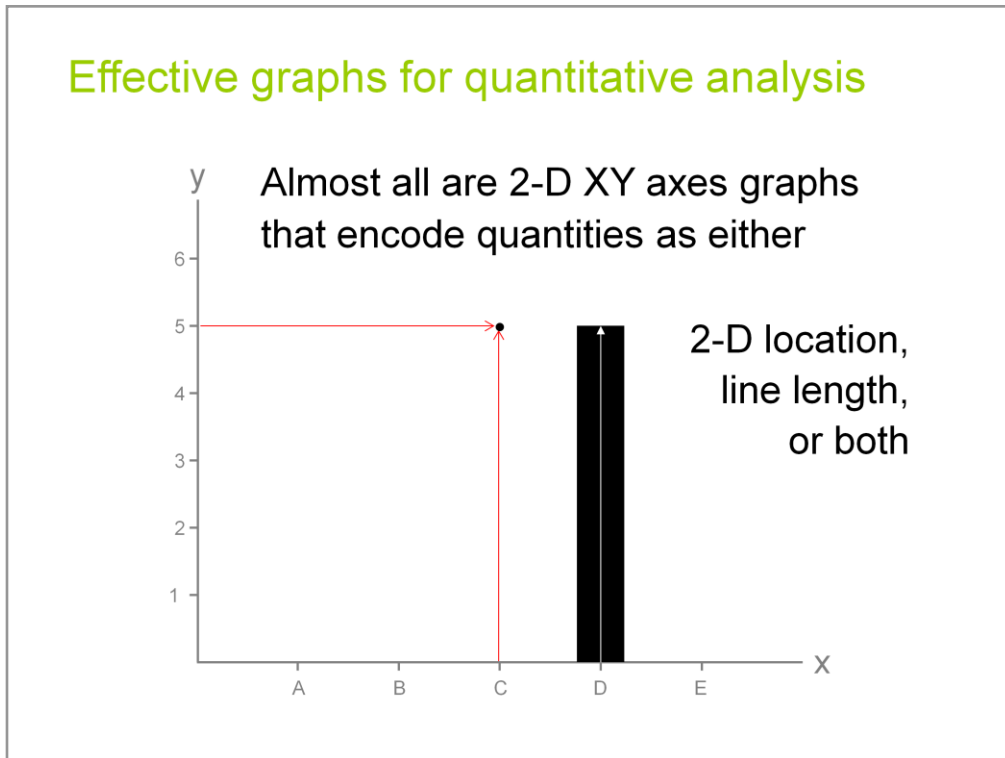 Effective graphs for quantitative analysis
y
Almost all are 2-D XY axes graphs
that encode quantities as either
6
5
2-D location,
line length,
or both
4
3
2
1
x
A B C D E